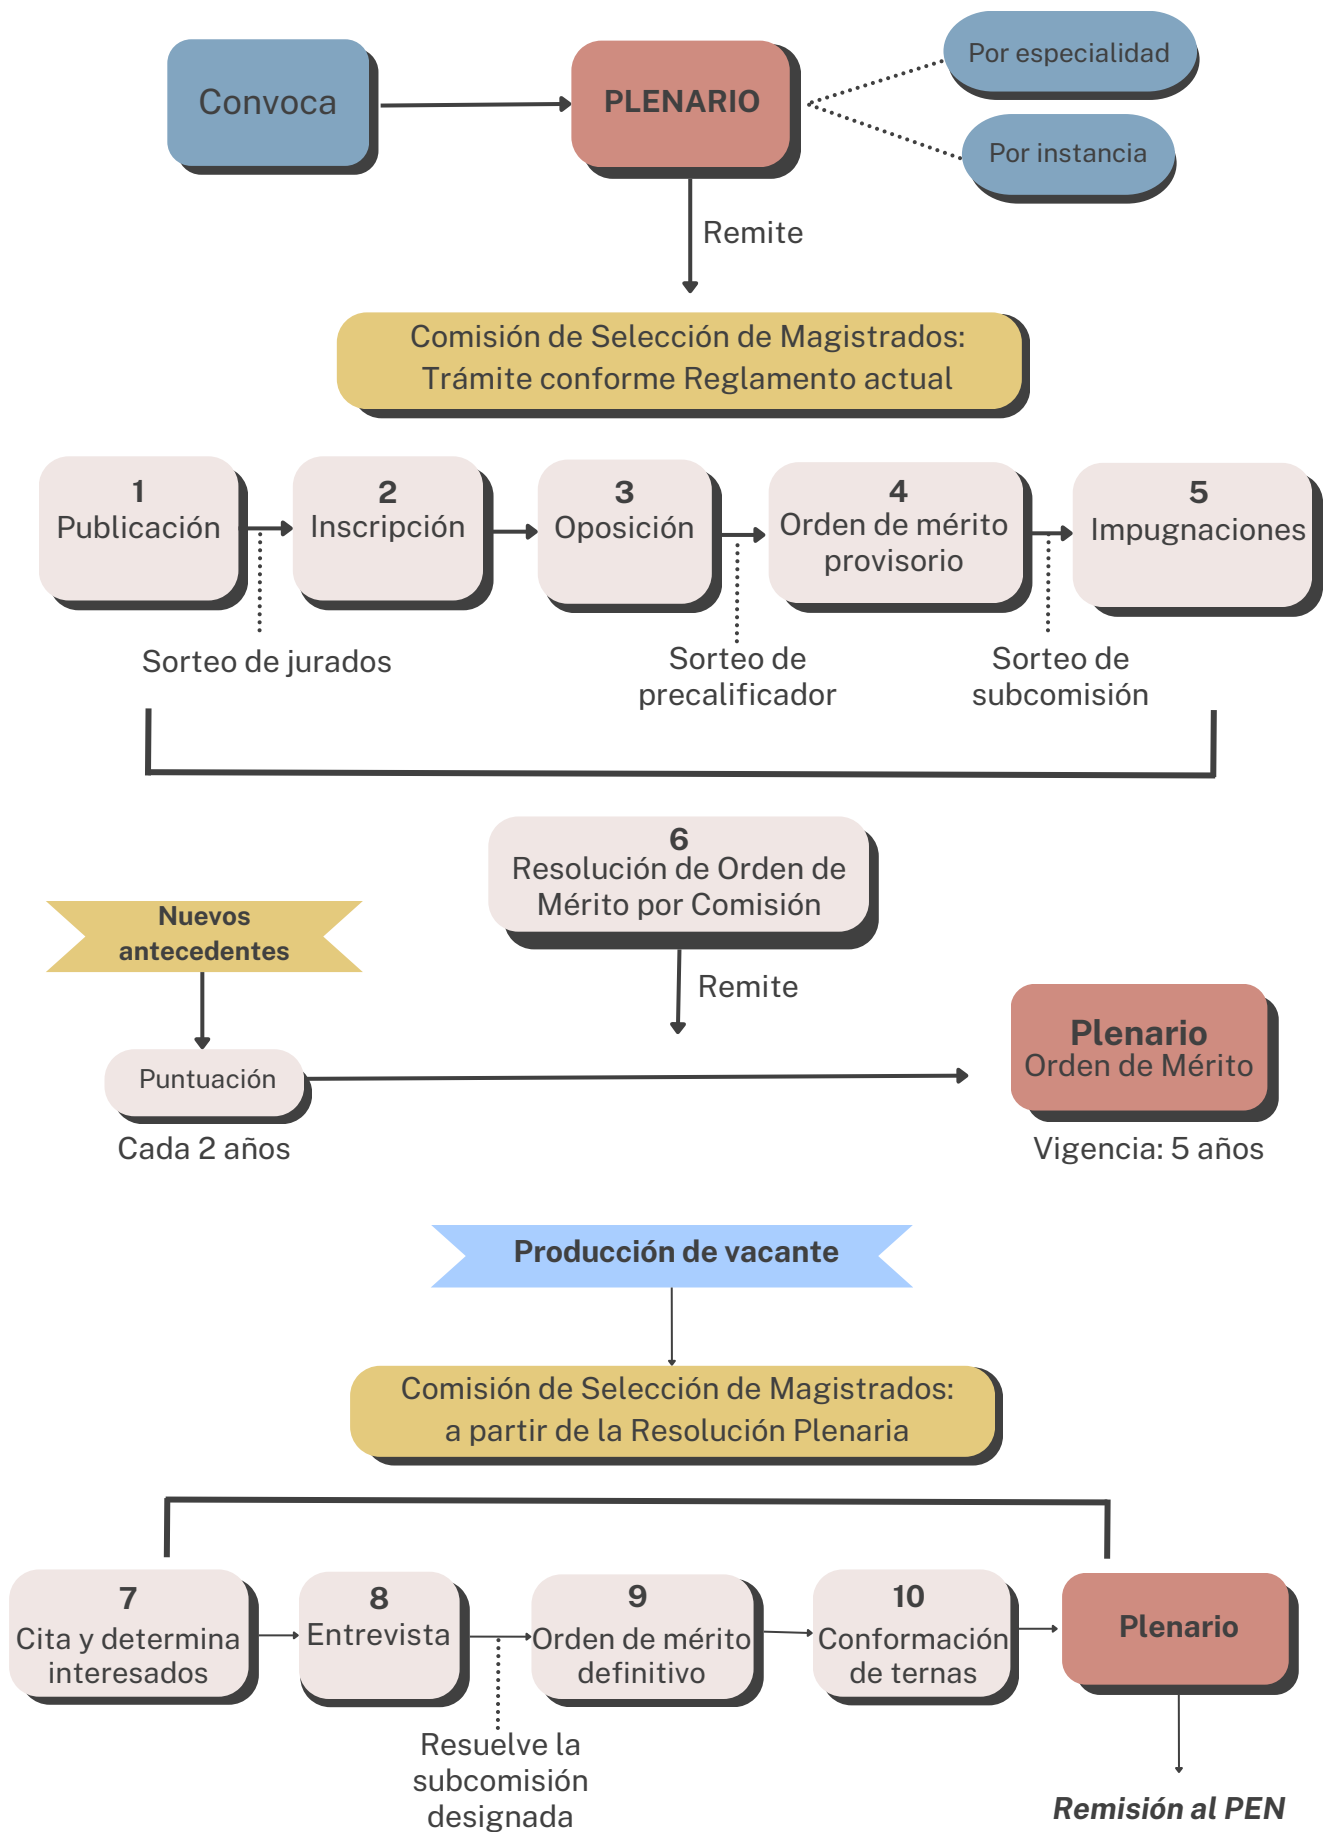 Convoca
PLENARIO
Por especialidad
Por instancia
Remite
Comisión de Selección de Magistrados:
Trámite conforme Reglamento actual
1
Publicación
2
Inscripción
3
Oposición
4
Orden de mérito
provisorio
5
Impugnaciones
Sorteo de jurados
Sorteo de
precalificador
Sorteo de
subcomisión
6
Resolución de Orden de
Mérito por Comisión
Nuevos
antecedentes
Remite
Puntuación
Cada 2 años
Plenario
Orden de Mérito
Vigencia: 5 años
Producción de vacante
Comisión de Selección de Magistrados:
a partir de la Resolución Plenaria
7
Cita y determina
interesados
8
Entrevista
9
Orden de mérito
definitivo
10
Conformación
de ternas
Plenario
Resuelve la
subcomisión
designada
Remisión al PEN